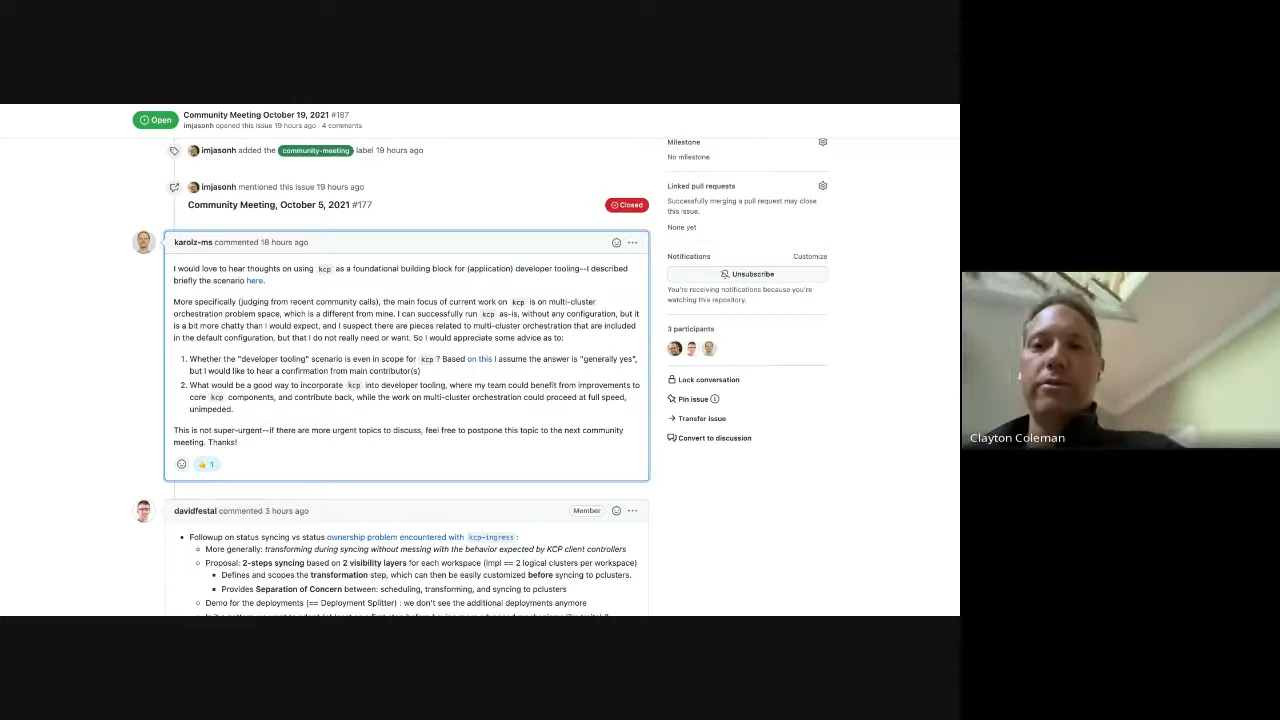 Open
Community Meeting October 19, 2021 #187
imjasonh opened this issue 19 hours ago · 4 comments
imjasonh added the community-meeting label 19 hours ago
imjasonh mentioned this issue 19 hours ago
Community Meeting, October 5, 2021 #177
Closed
karolz-ms commented 18 hours ago
I would love to hear thoughts on using kcp as a foundational building block for (application) developer tooling--I described
briefly the scenario here.
More specifically (judging from recent community calls), the main focus of current work on kcp is on multi-cluster
orchestration problem space, which is a different from mine. I can successfully run kcp as-is, without any configuration, but it
is a bit more chatty than I would expect, and I suspect there are pieces related to multi-cluster orchestration that are included
in the default configuration, but that I do not really need or want. So I would appreciate some advice as to:
1. Whether the "developer tooling" scenario is even in scope for kcp? Based on this I assume the answer is "generally yes",
but I would like to hear a confirmation from main contributor(s)
2. What would be a good way to incorporate kcp into developer tooling, where my team could benefit from improvements to
core kcp components, and contribute back, while the work on multi-cluster orchestration could proceed at full speed,
unimpeded.
This is not super-urgent--if there are more urgent topics to discuss, feel free to postpone this topic to the next community
meeting. Thanks!
1
davidfestal commented 3 hours ago
Member
Followup on status syncing vs status ownership problem encountered with kcp-ingress :
More generally: transforming during syncing without messing with the behavior expected by KCP client controllers
Proposal: 2-steps syncing based on 2 visibility layers for each workspace (Impl == 2 logical clusters per workspace)
Defines and scopes the transformation step, which can then be easily customized before syncing to pclusters.
Provides Separation of Concern between: scheduling, transforming, and syncing to pclusters
Demo for the deployments (== Deployment Splitter) : we don't see the additional deployments anymore
Milestone
No milestone
Linked pull requests
Successfully merging a pull request may close
this issue.
None yet
Notifications
Customize
Unsubscribe
You're receiving notifications because you're
watching this repository.
3 participants
Lock conversation
Pin issue
Transfer issue
Convert to discussion
Clayton Coleman